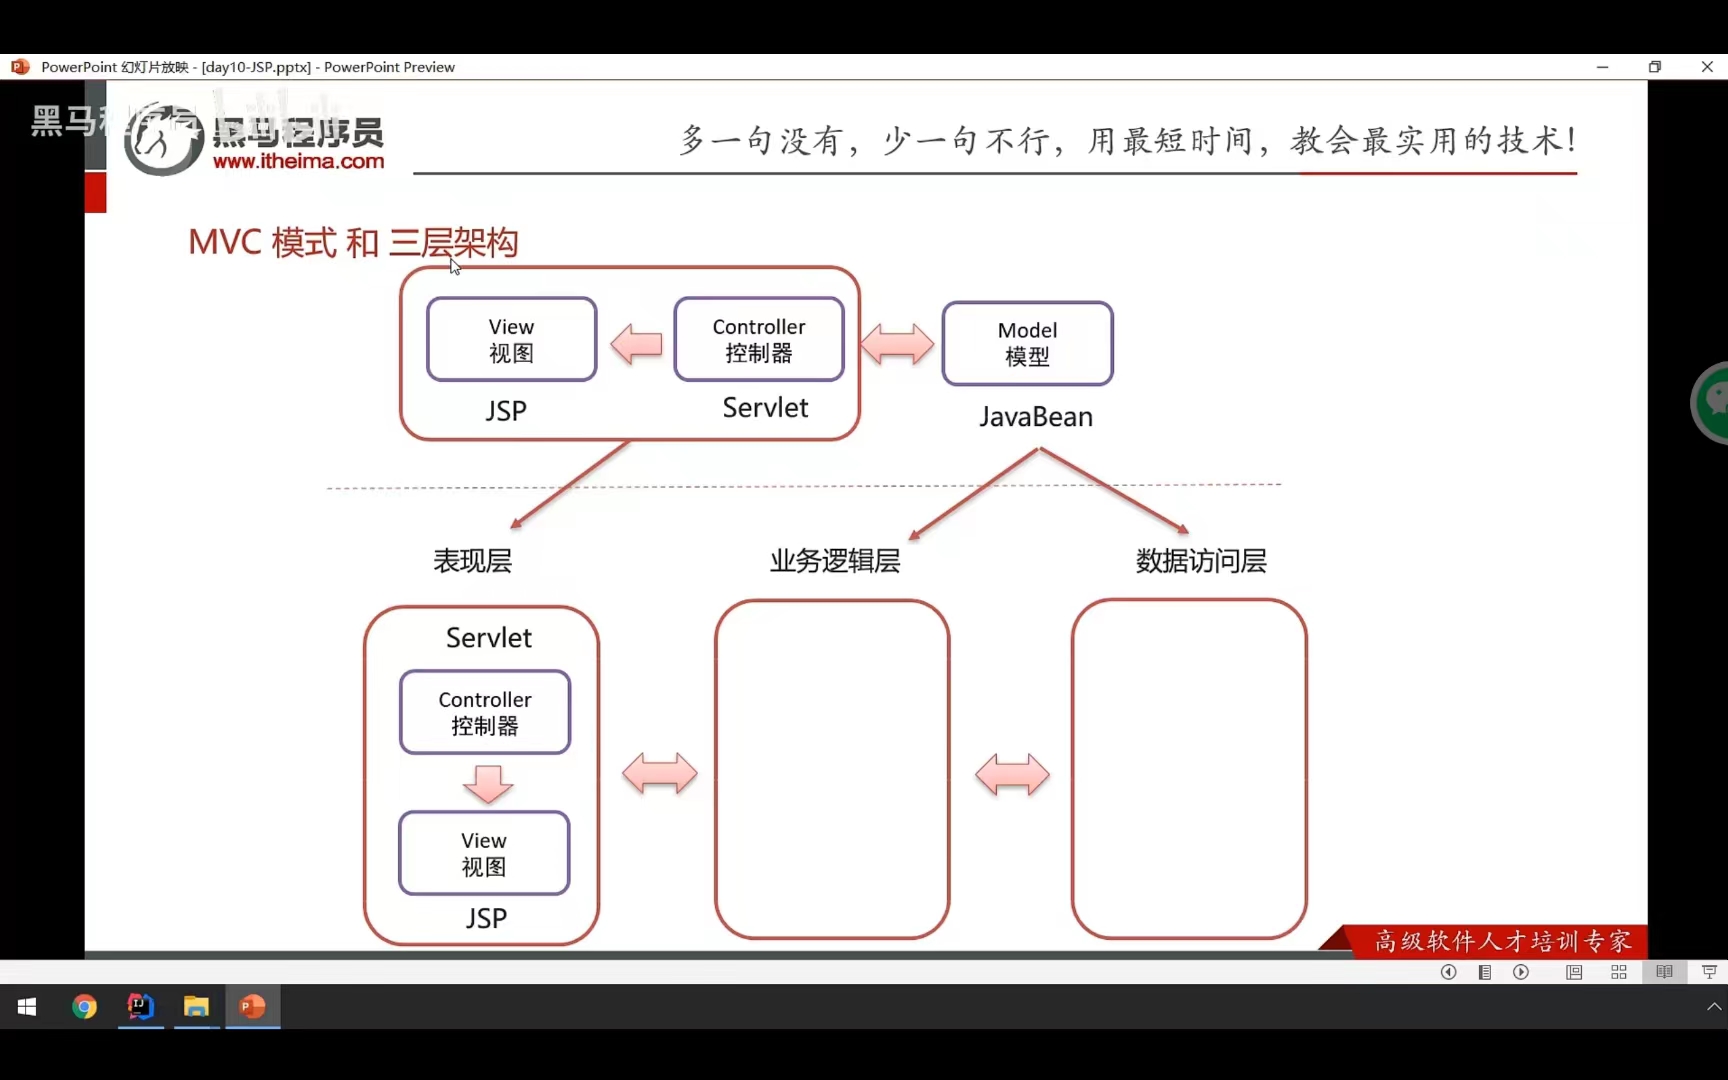 PowerPoint 幻灯片放映 - [day10-JSP.pptx] - PowerPoint Preview
黑马程序员
www.itheima.com
多一句没有，少一句不行，用最短时间，教会最实用的技术！
MVC 模式 和 三层架构
View
视图
JSP
Controller
控制器
Servlet
Model
模型
JavaBean
表现层
业务逻辑层
数据访问层
Servlet
Controller
控制器
View
视图
JSP
高级软件人才培训专家